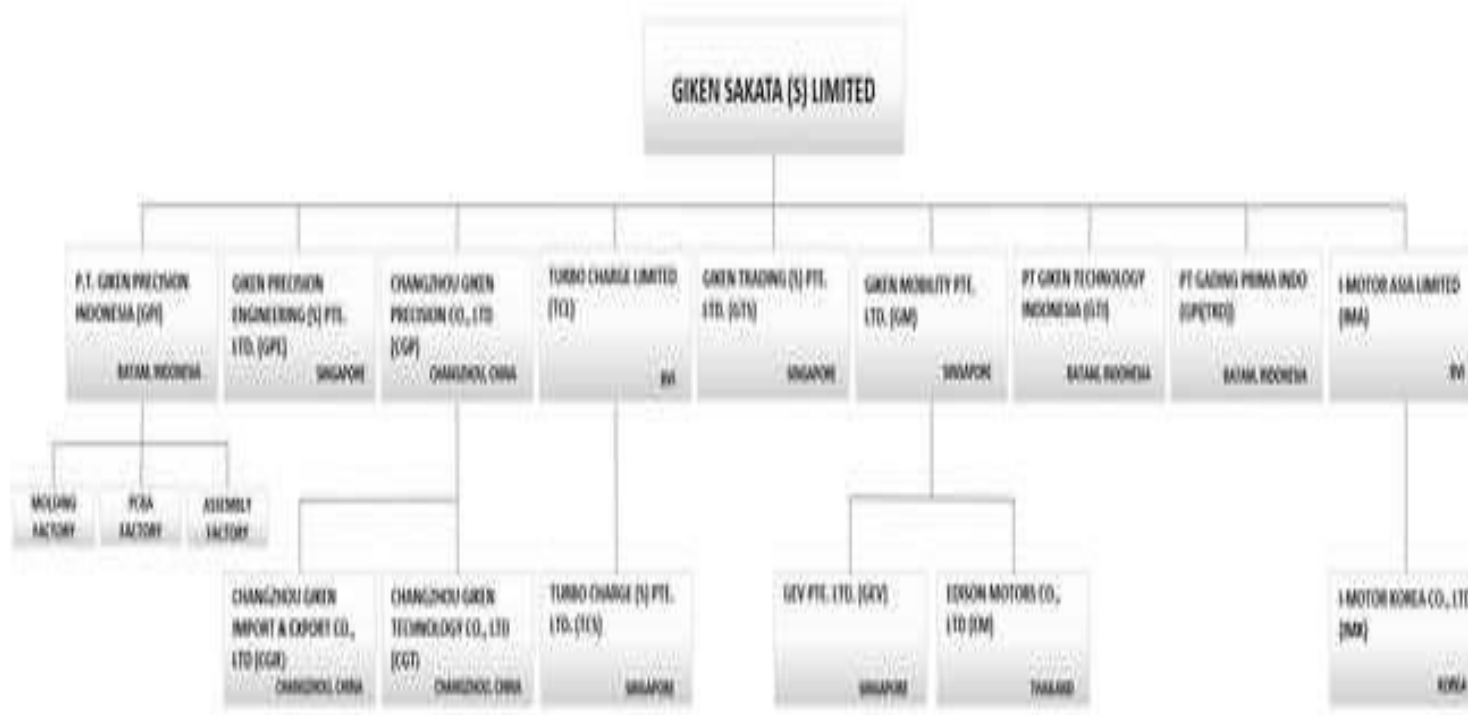 GIKEN SAKATA (S) LIMITED
P.T. GIKEN PRECISION
INDONESIA (GPI)
BATAM, INDONESIA
GIKEN PRECISION
ENGINEERING (S) PTE.
LTD. (GPE)
SINGAPORE
CHANGZHOU GIKEN
PRECISION CO., LTD
(CGP)
CHANGZHOU, CHINA
TURBO CHARGE LIMITED
(TCL)
BVI
GIKEN TRADING (S) PTE.
LTD. (GTS)
SINGAPORE
GIKEN MOBILITY PTE.
LTD. (GM)
SINGAPORE
PT GIKEN TECHNOLOGY
INDONESIA (GTI)
BATAM, INDONESIA
PT GADING PRIMA INDO
BATAM, INDONESIA
I-MOTOR ASIA LIMITED
(IMA)
BVI
MOLDING
FACTORY
PCBA
FACTORY
ASSEMBLY
FACTORY
CHANGZHOU GIKEN
IMPORT & EXPORT CO.,
LTD
CHANGZHOU, CHINA
CHANGZHOU GIKEN
TECHNOLOGY CO., LTD
(CGT)
CHANGZHOU, CHINA
TURBO CHARGE (S) PTE.
LTD. (TCS)
SINGAPORE
GEV PTE. LTD. (GEV)
SINGAPORE
EDISON MOTORS CO.,
LTD (EM)
THAILAND
I-MOTOR KOREA CO., LTD
(IMK)
KOREA